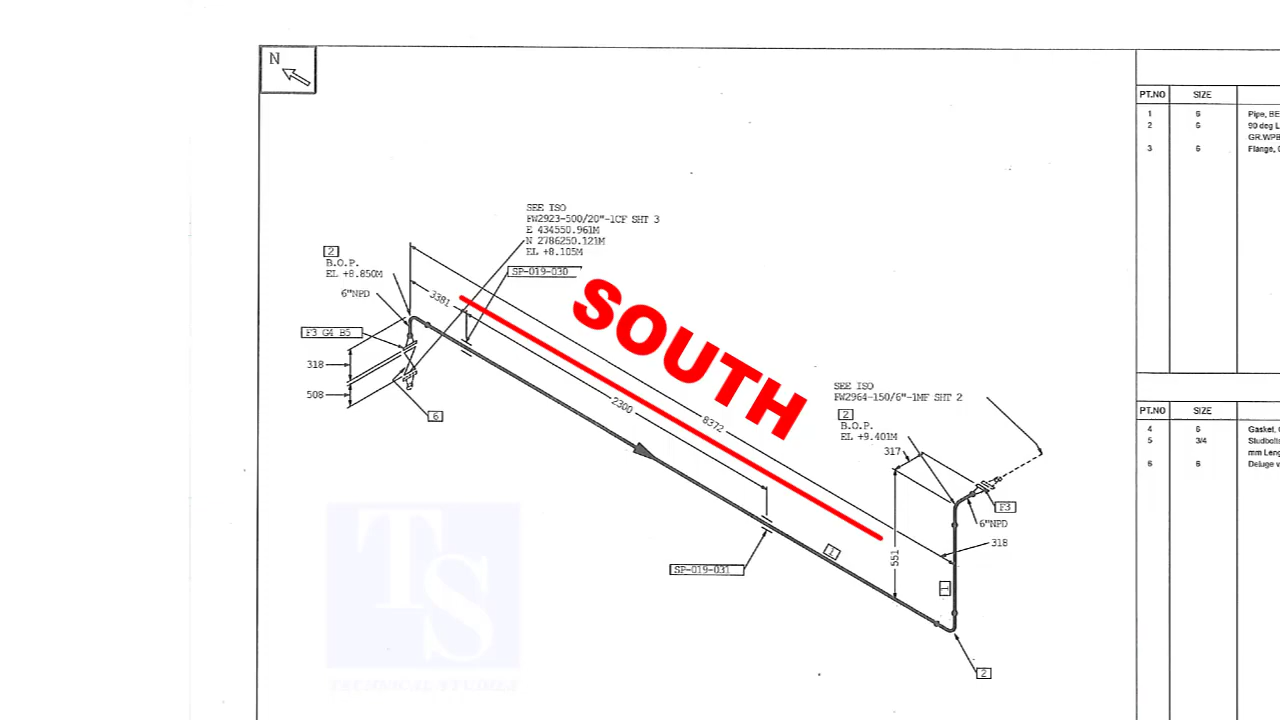 N
PT.NO SIZE
1 6 Pipe, BE
2 6 90 deg L
GR.WPB
3 6 Flange, 
SEE ISO
FW2923-500/20"-1CF SHT 3
E 434550.961M
N 2786250.121M
EL +8.105M
2
B.O.P.
EL +8.850M
SP-019-030
6"NPD
3381
SOUTH
F3 G4 B5
318
508
6
2300
8372
SEE ISO
FW2964-150/6"-1MF SHT 2
2
B.O.P.
EL +9.401M
317
PT.NO SIZE
4 6 Gasket, 
5 3/4 Studbolts
mm Leng
6 6 Deluge v
F3
6"NPD
318
551
1
SP-019-031
1
2
TS
TECHNICAL STUDIES